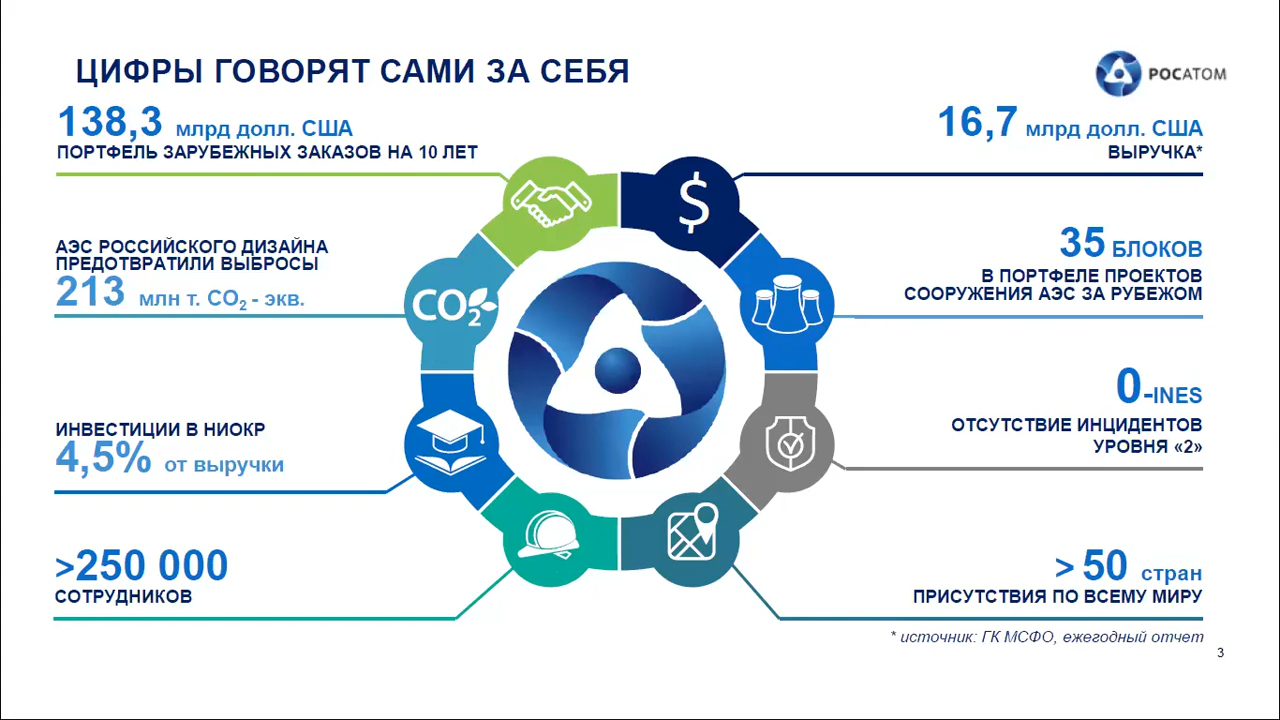 ЦИФРЫ ГОВОРЯТ САМИ ЗА СЕБЯ
РОСАТОМ
138,3 млрд долл. США
ПОРТФЕЛЬ ЗАРУБЕЖНЫХ ЗАКАЗОВ НА 10 ЛЕТ
16,7 млрд долл. США
ВЫРУЧКА*
$
АЭС РОССИЙСКОГО ДИЗАЙНА
ПРЕДОТВРАТИЛИ ВЫБРОСЫ
213 млн т. CO2 - экв.
CO2
35 БЛОКОВ
В ПОРТФЕЛЕ ПРОЕКТОВ
СООРУЖЕНИЯ АЭС ЗА РУБЕЖОМ
ИНВЕСТИЦИИ В НИОКР
4,5% от выручки
0-INES
ОТСУТСТВИЕ ИНЦИДЕНТОВ
УРОВНЯ «2»
>250 000
СОТРУДНИКОВ
> 50 стран
ПРИСУТСТВИЯ ПО ВСЕМУ МИРУ
* источник: ГК МСФО, ежегодный отчет
3